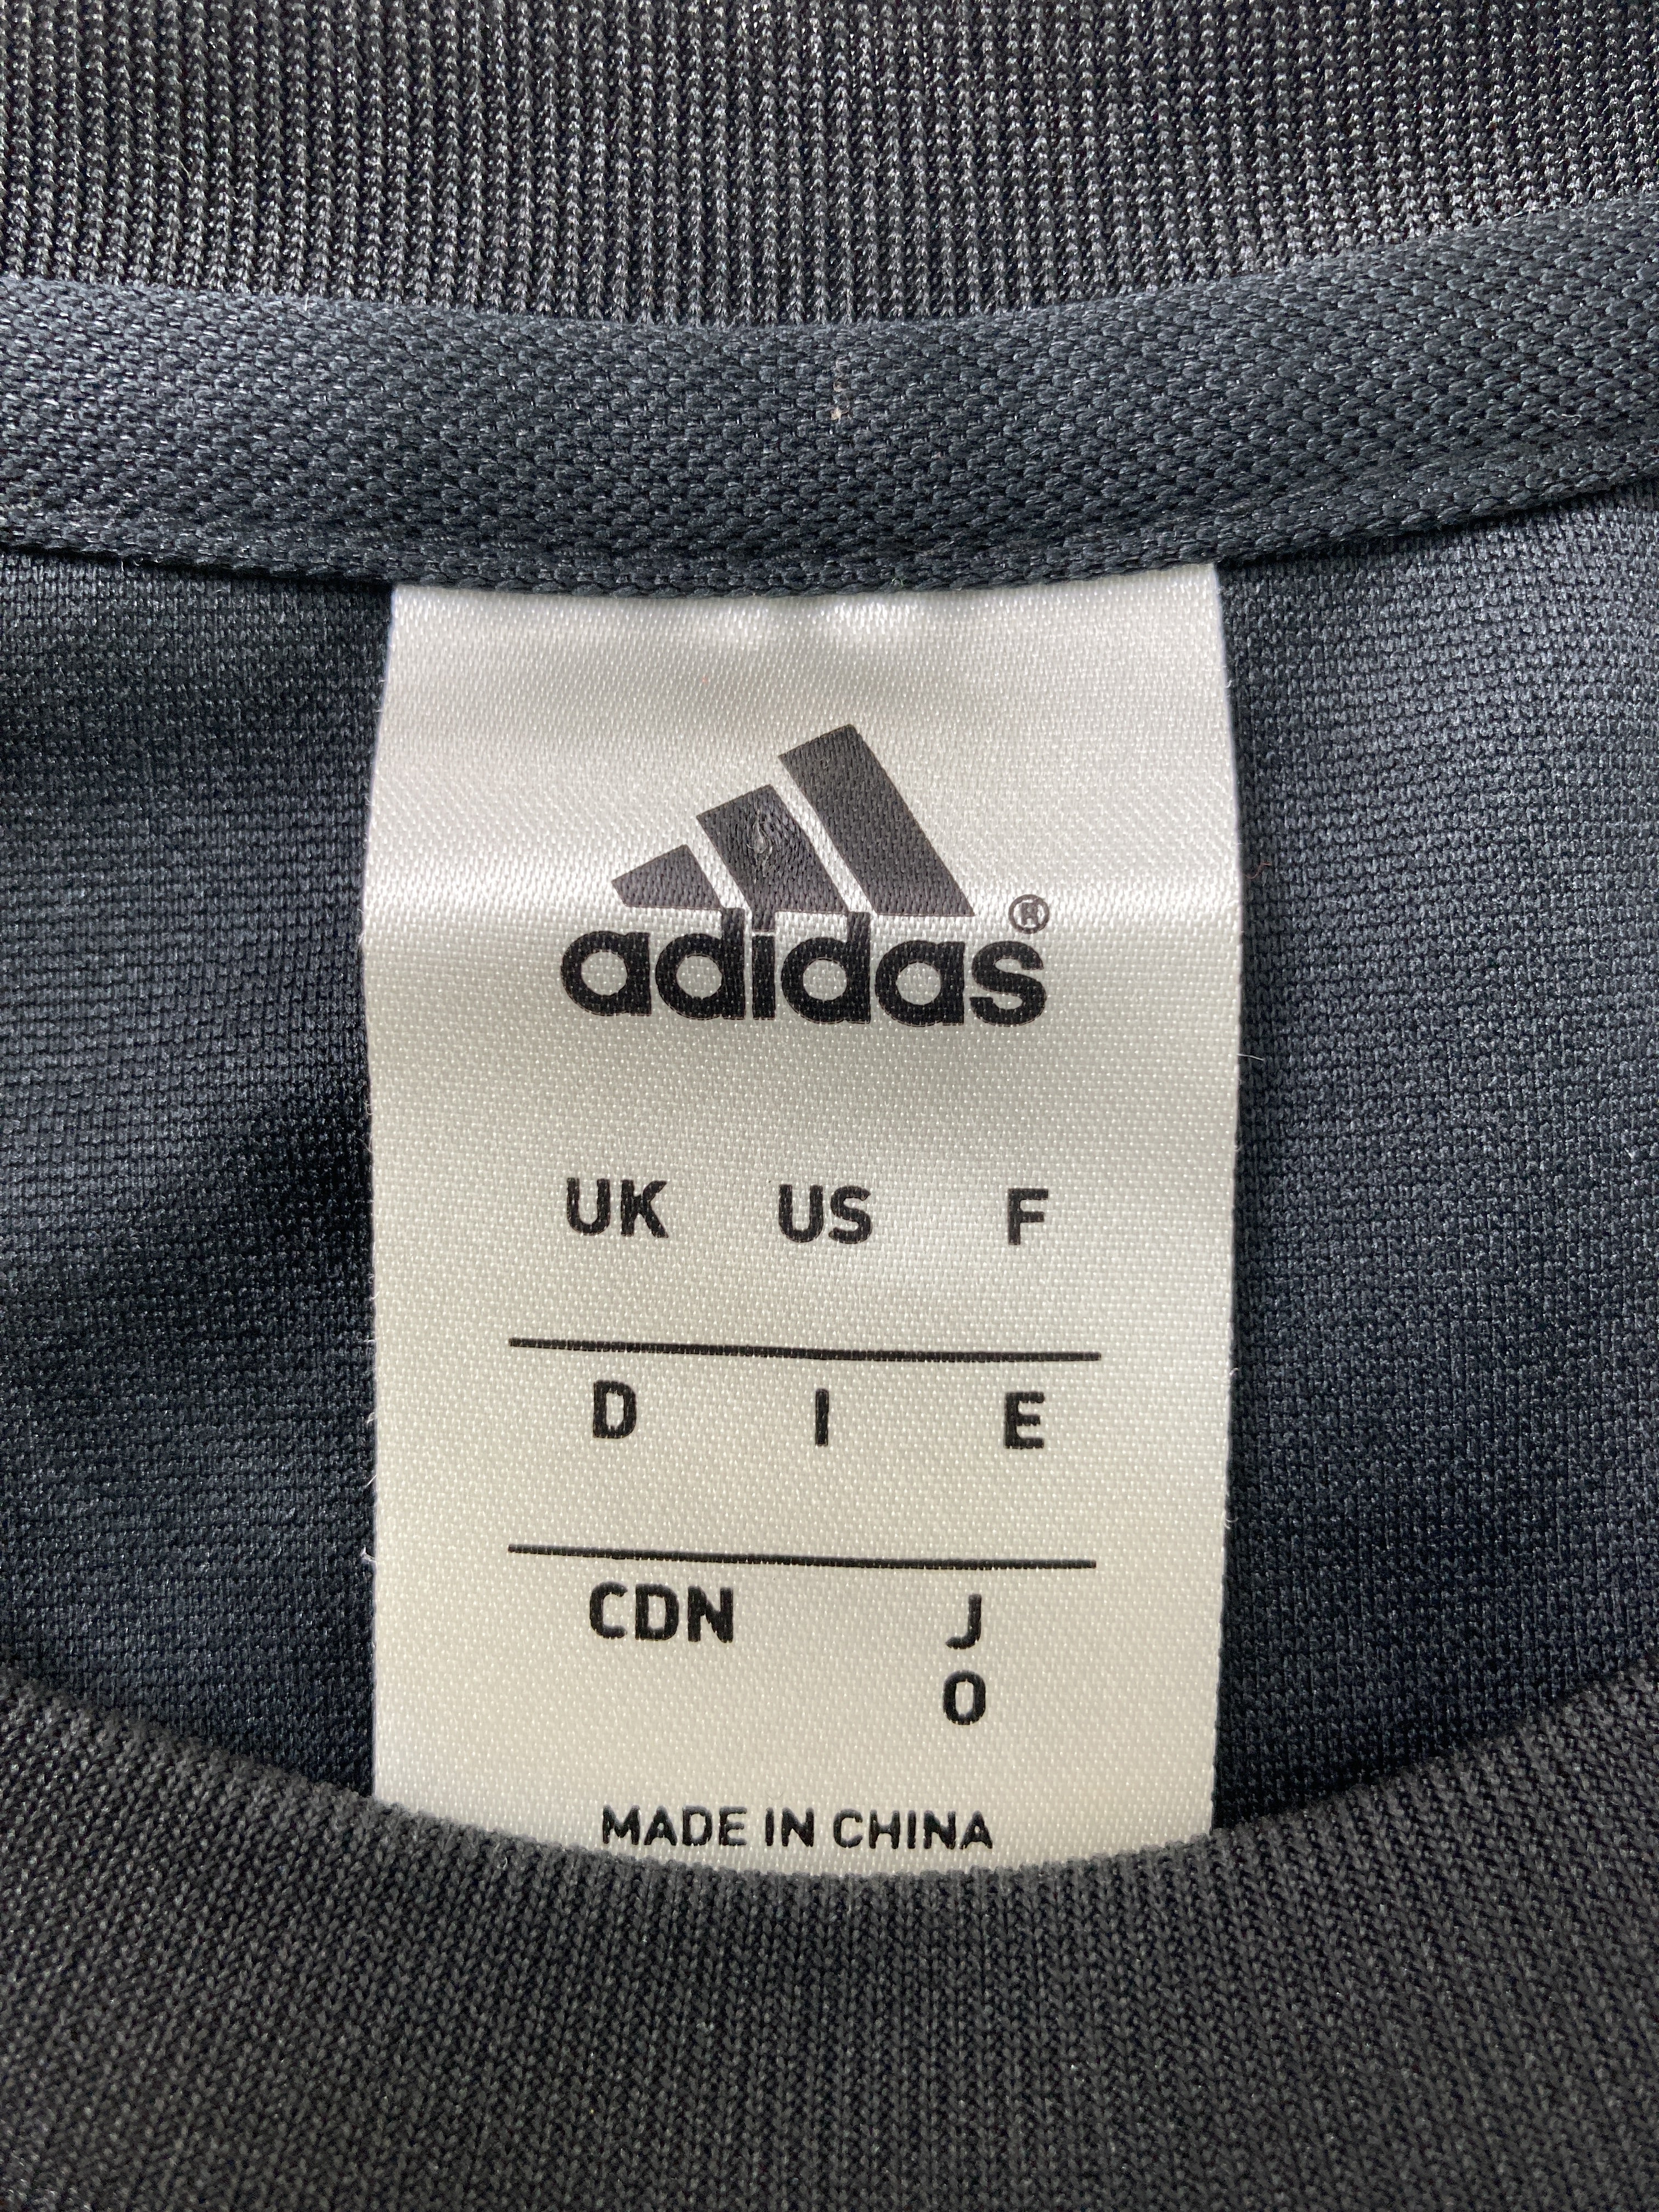 adidas®
UK US F
D I E
CDN J
O
MADE IN CHINA